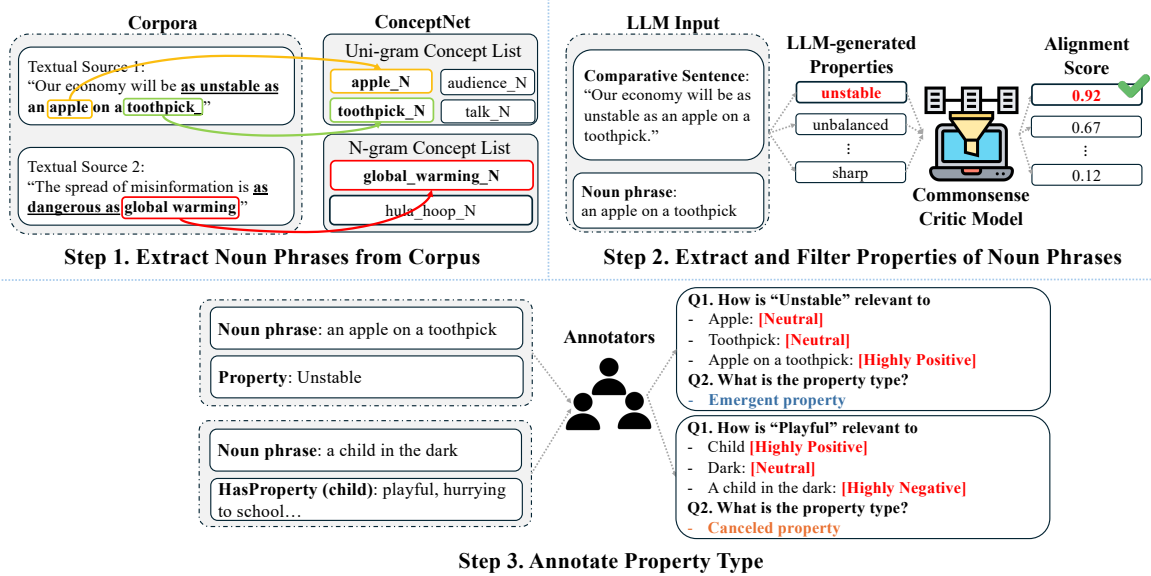 Corpora
Textual Source 1:
“Our economy will be as unstable as
an apple on a toothpick ”
Textual Source 2:
“The spread of misinformation is as
dangerous as global warming ”
ConceptNet
Uni-gram Concept List
apple_N
audience_N
toothpick_N
talk_N
N-gram Concept List
global_warming_N
hula_hoop_N
Step 1. Extract Noun Phrases from Corpus
LLM Input
Comparative Sentence:
“Our economy will be as
unstable as an apple on a
toothpick.”
Noun phrase:
an apple on a toothpick
LLM-generated
Properties
unstable
unbalanced
⋮
sharp
Commonsense
Critic Model
Alignment
Score
0.92
0.67
⋮
0.12
Step 2. Extract and Filter Properties of Noun Phrases
Noun phrase: an apple on a toothpick
Property: Unstable
Noun phrase: a child in the dark
HasProperty (child): playful, hurrying
to school…
Annotators
Q1. How is “Unstable” relevant to
- Apple: [Neutral]
- Toothpick: [Neutral]
- Apple on a toothpick: [Highly Positive]
Q2. What is the property type?
- Emergent property
Q1. How is “Playful” relevant to
- Child [Highly Positive]
- Dark: [Neutral]
- A child in the dark: [Highly Negative]
Q2. What is the property type?
- Canceled property
Step 3. Annotate Property Type